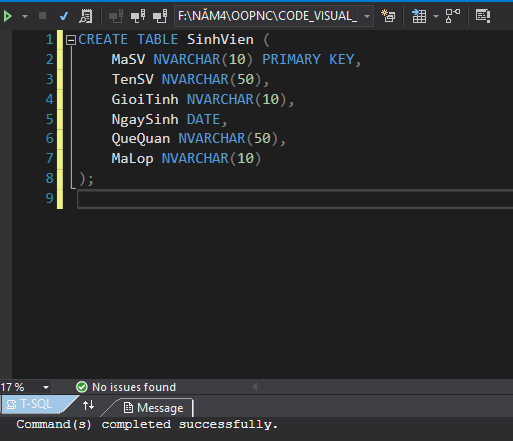 F:\NĂM4\OOPNC\CODE_VISUAL_
1 CREATE TABLE SinhVien (
2 MaSV NVARCHAR(10) PRIMARY KEY,
3 TenSV NVARCHAR(50),
4 GioiTinh NVARCHAR(10),
5 NgaySinh DATE,
6 QueQuan NVARCHAR(50),
7 MaLop NVARCHAR(10)
8 );
9
17 % No issues found
T-SQL Message
Command(s) completed successfully.